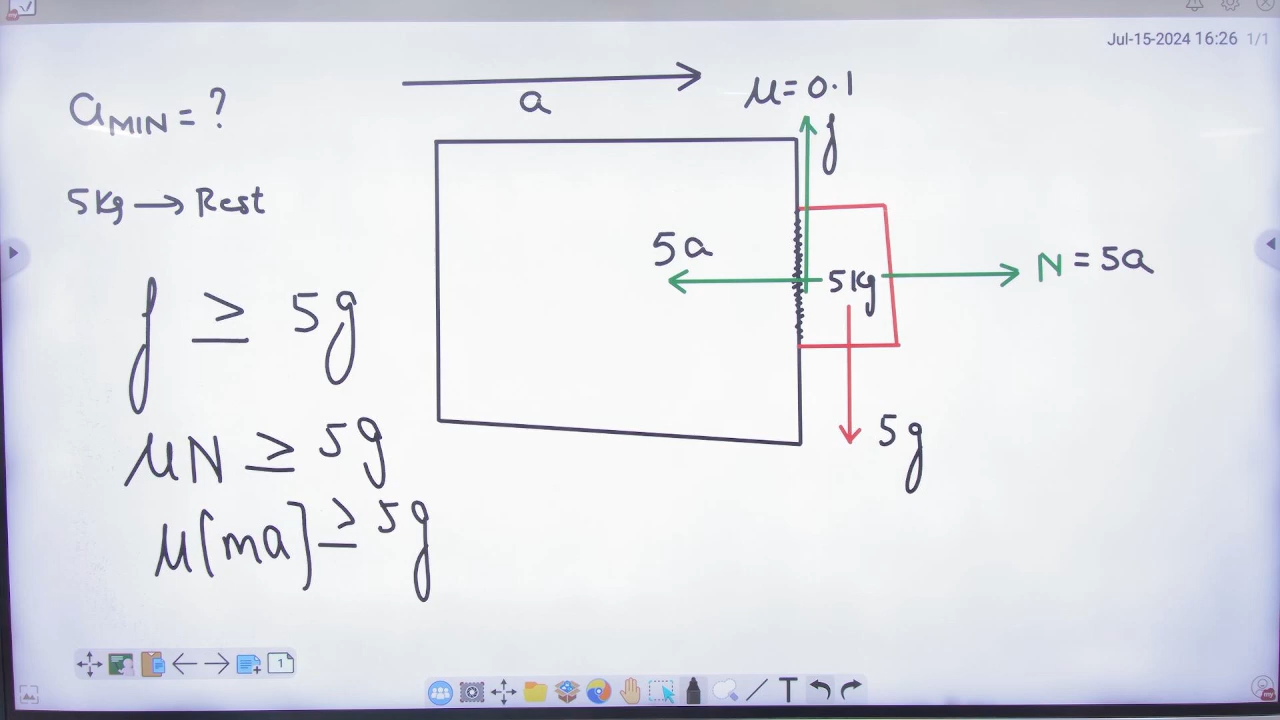 Jul-15-2024 16:26 1/1
a_MIN = ?
a
μ = 0.1
f
5Kg → Rest
5a
5Kg
N = 5a
f ≥ 5g
5g
μN ≥ 5g
μ[ma] ≥ 5g
1
T